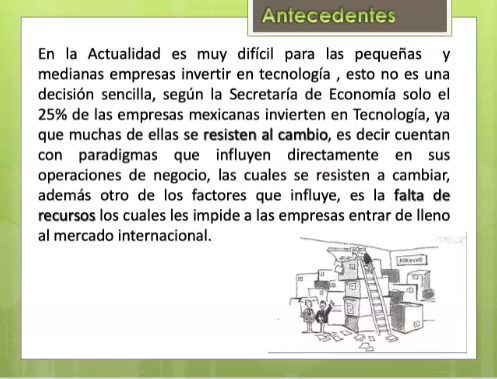 Antecedentes
En la Actualidad es muy difícil para las pequeñas y
medianas empresas invertir en tecnología , esto no es una
decisión sencilla, según la Secretaría de Economía solo el
25% de las empresas mexicanas invierten en Tecnología, ya
que muchas de ellas se resisten al cambio, es decir cuentan
con paradigmas que influyen directamente en sus
operaciones de negocio, las cuales se resisten a cambiar,
además otro de los factores que influye, es la falta de
recursos los cuales les impide a las empresas entrar de lleno
al mercado internacional.